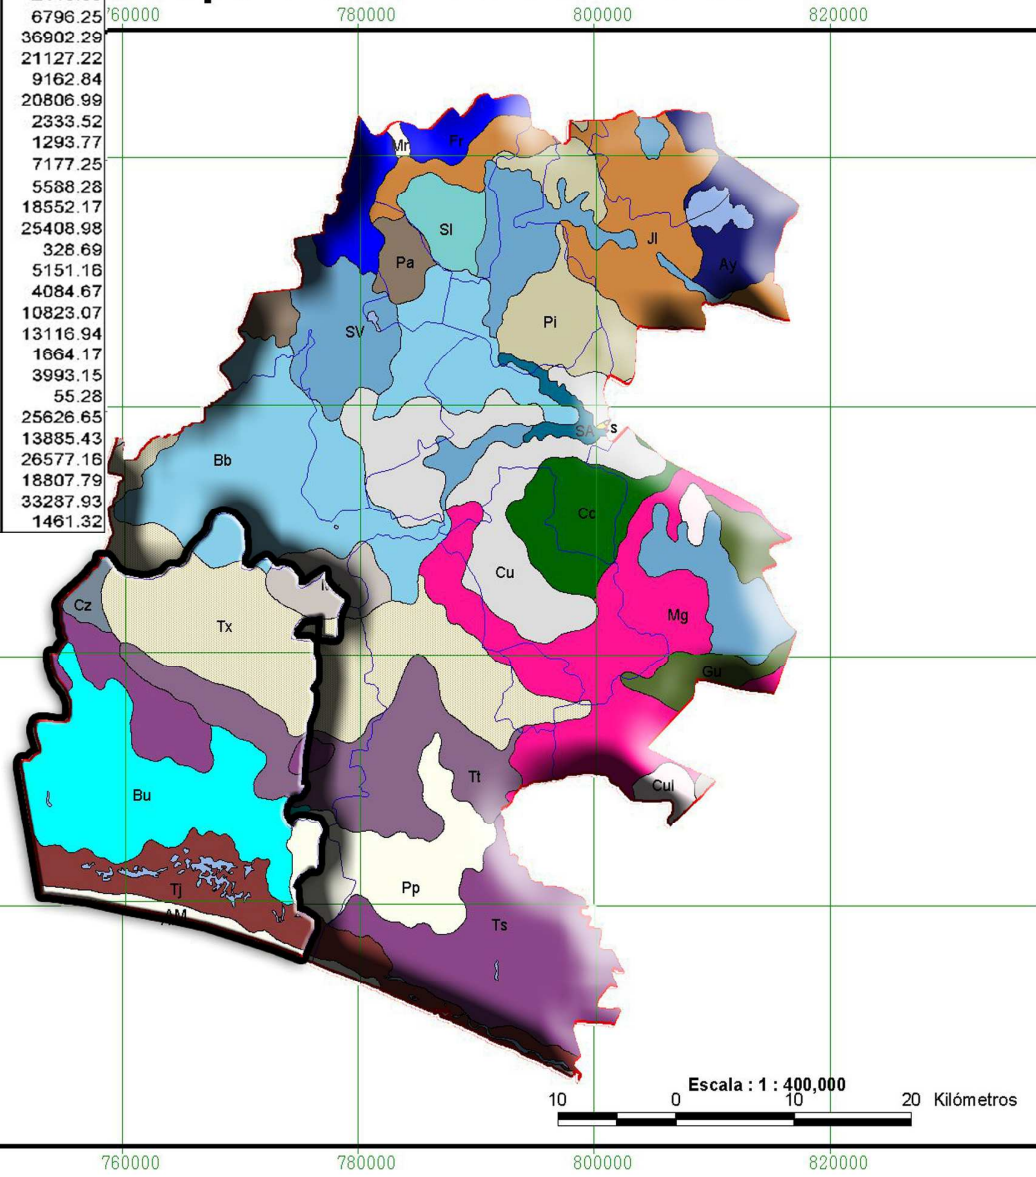 760000 780000 800000 820000
6796.25
36902.29
21127.22
9162.84
20806.99
2333.52
1293.77
7177.25
5588.28
18552.17
25408.98
328.69
5151.16
4084.67
10823.07
13116.94
1664.17
3993.15
55.28
25626.65
13885.43
26577.16
18807.79
33287.93
1461.32
Mr
Fr
Sl
Jl
Pa
Ay
Pi
SV
SA
Bb
Cc
Cu
Cz
Mg
Tx
Gu
Tt
Cul
Bu
Pp
Tj
AM
Ts
Escala : 1 : 400,000
10 0 10 20 Kilómetros
760000 780000 800000 820000